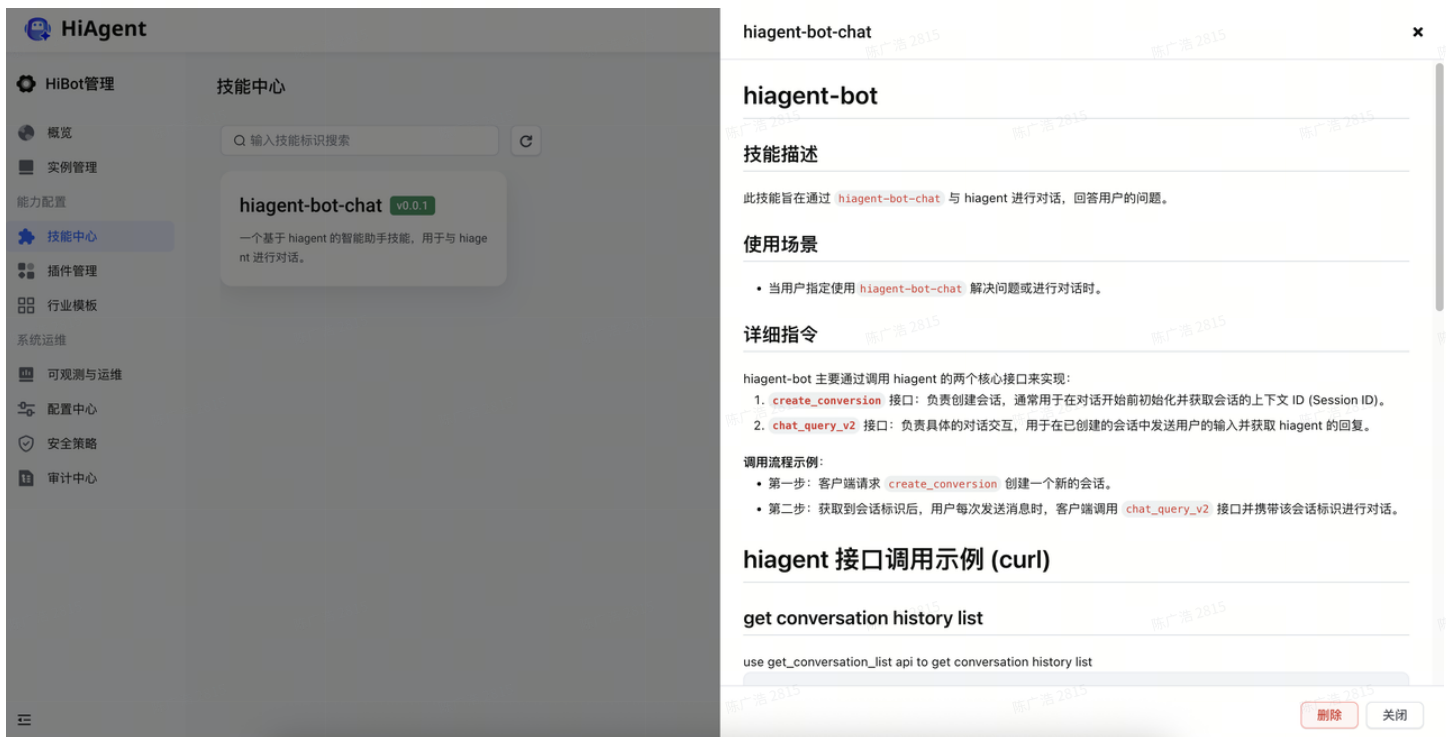 HiAgent
HiBot管理
概览
实例管理
能力配置
技能中心
插件管理
行业模板
系统运维
可观测与运维
配置中心
安全策略
审计中心
技能中心
输入技能标识搜索
hiagent-bot-chat v0.0.1
一个基于 hiagent 的智能助手技能，用于与 hiage
nt 进行对话。
hiagent-bot-chat
hiagent-bot
技能描述
此技能旨在通过 hiagent-bot-chat 与 hiagent 进行对话，回答用户的问题。
使用场景
• 当用户指定使用 hiagent-bot-chat 解决问题或进行对话时。
详细指令
hiagent-bot 主要通过调用 hiagent 的两个核心接口来实现：
1. create_conversion 接口：负责创建会话，通常用于在对话开始前初始化并获取会话的上下文 ID (Session ID)。
2. chat_query_v2 接口：负责具体的对话交互，用于在已创建的会话中发送用户的输入并获取 hiagent 的回复。
调用流程示例：
• 第一步：客户端请求 create_conversion 创建一个新的会话。
• 第二步：获取到会话标识后，用户每次发送消息时，客户端调用 chat_query_v2 接口并携带该会话标识进行对话。
hiagent 接口调用示例 (curl)
get conversation history list
use get_conversation_list api to get conversation history list
删除
关闭
陈广浩 2815